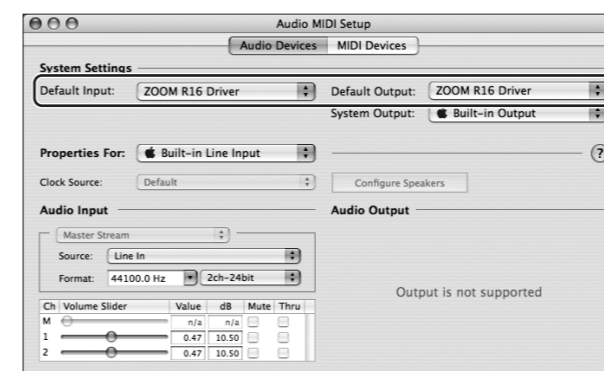 Audio MIDI Setup
Audio Devices MIDI Devices
System Settings
Default Input: ZOOM R16 Driver Default Output: ZOOM R16 Driver
System Output: Built-in Output
Properties For: Built-in Line Input ?
Clock Source: Default Configure Speakers
Audio Input Audio Output
Master Stream
Source: Line In
Format: 44100.0 Hz 2ch-24bit
Output is not supported
Ch Volume Slider Value dB Mute Thru
M n/a n/a
1 0.47 10.50
2 0.47 10.50